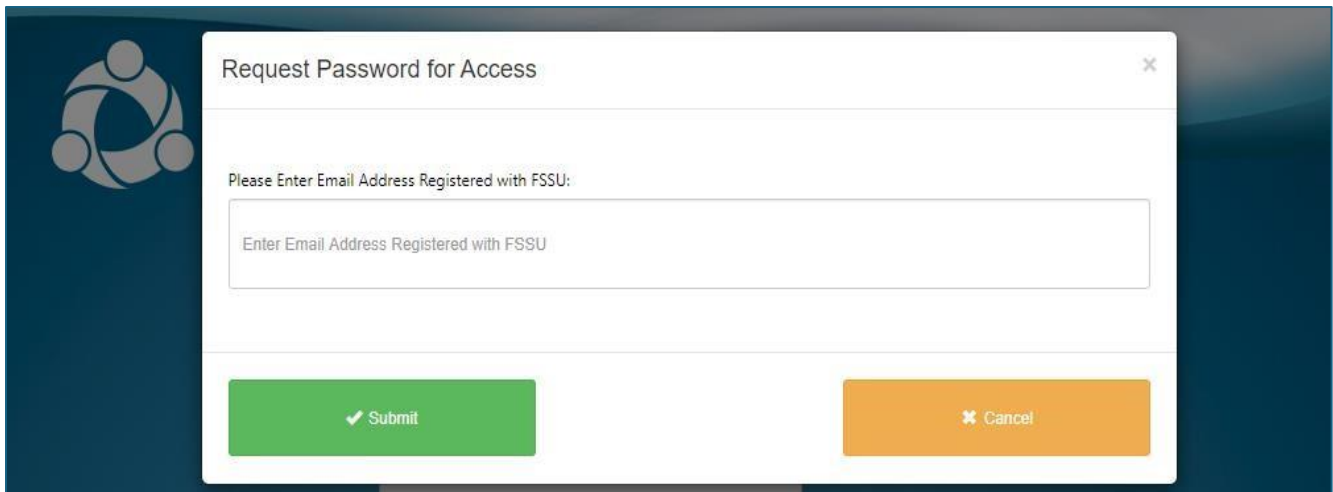 Request Password for Access
×
Please Enter Email Address Registered with FSSU:
Enter Email Address Registered with FSSU
✔ Submit
✖ Cancel